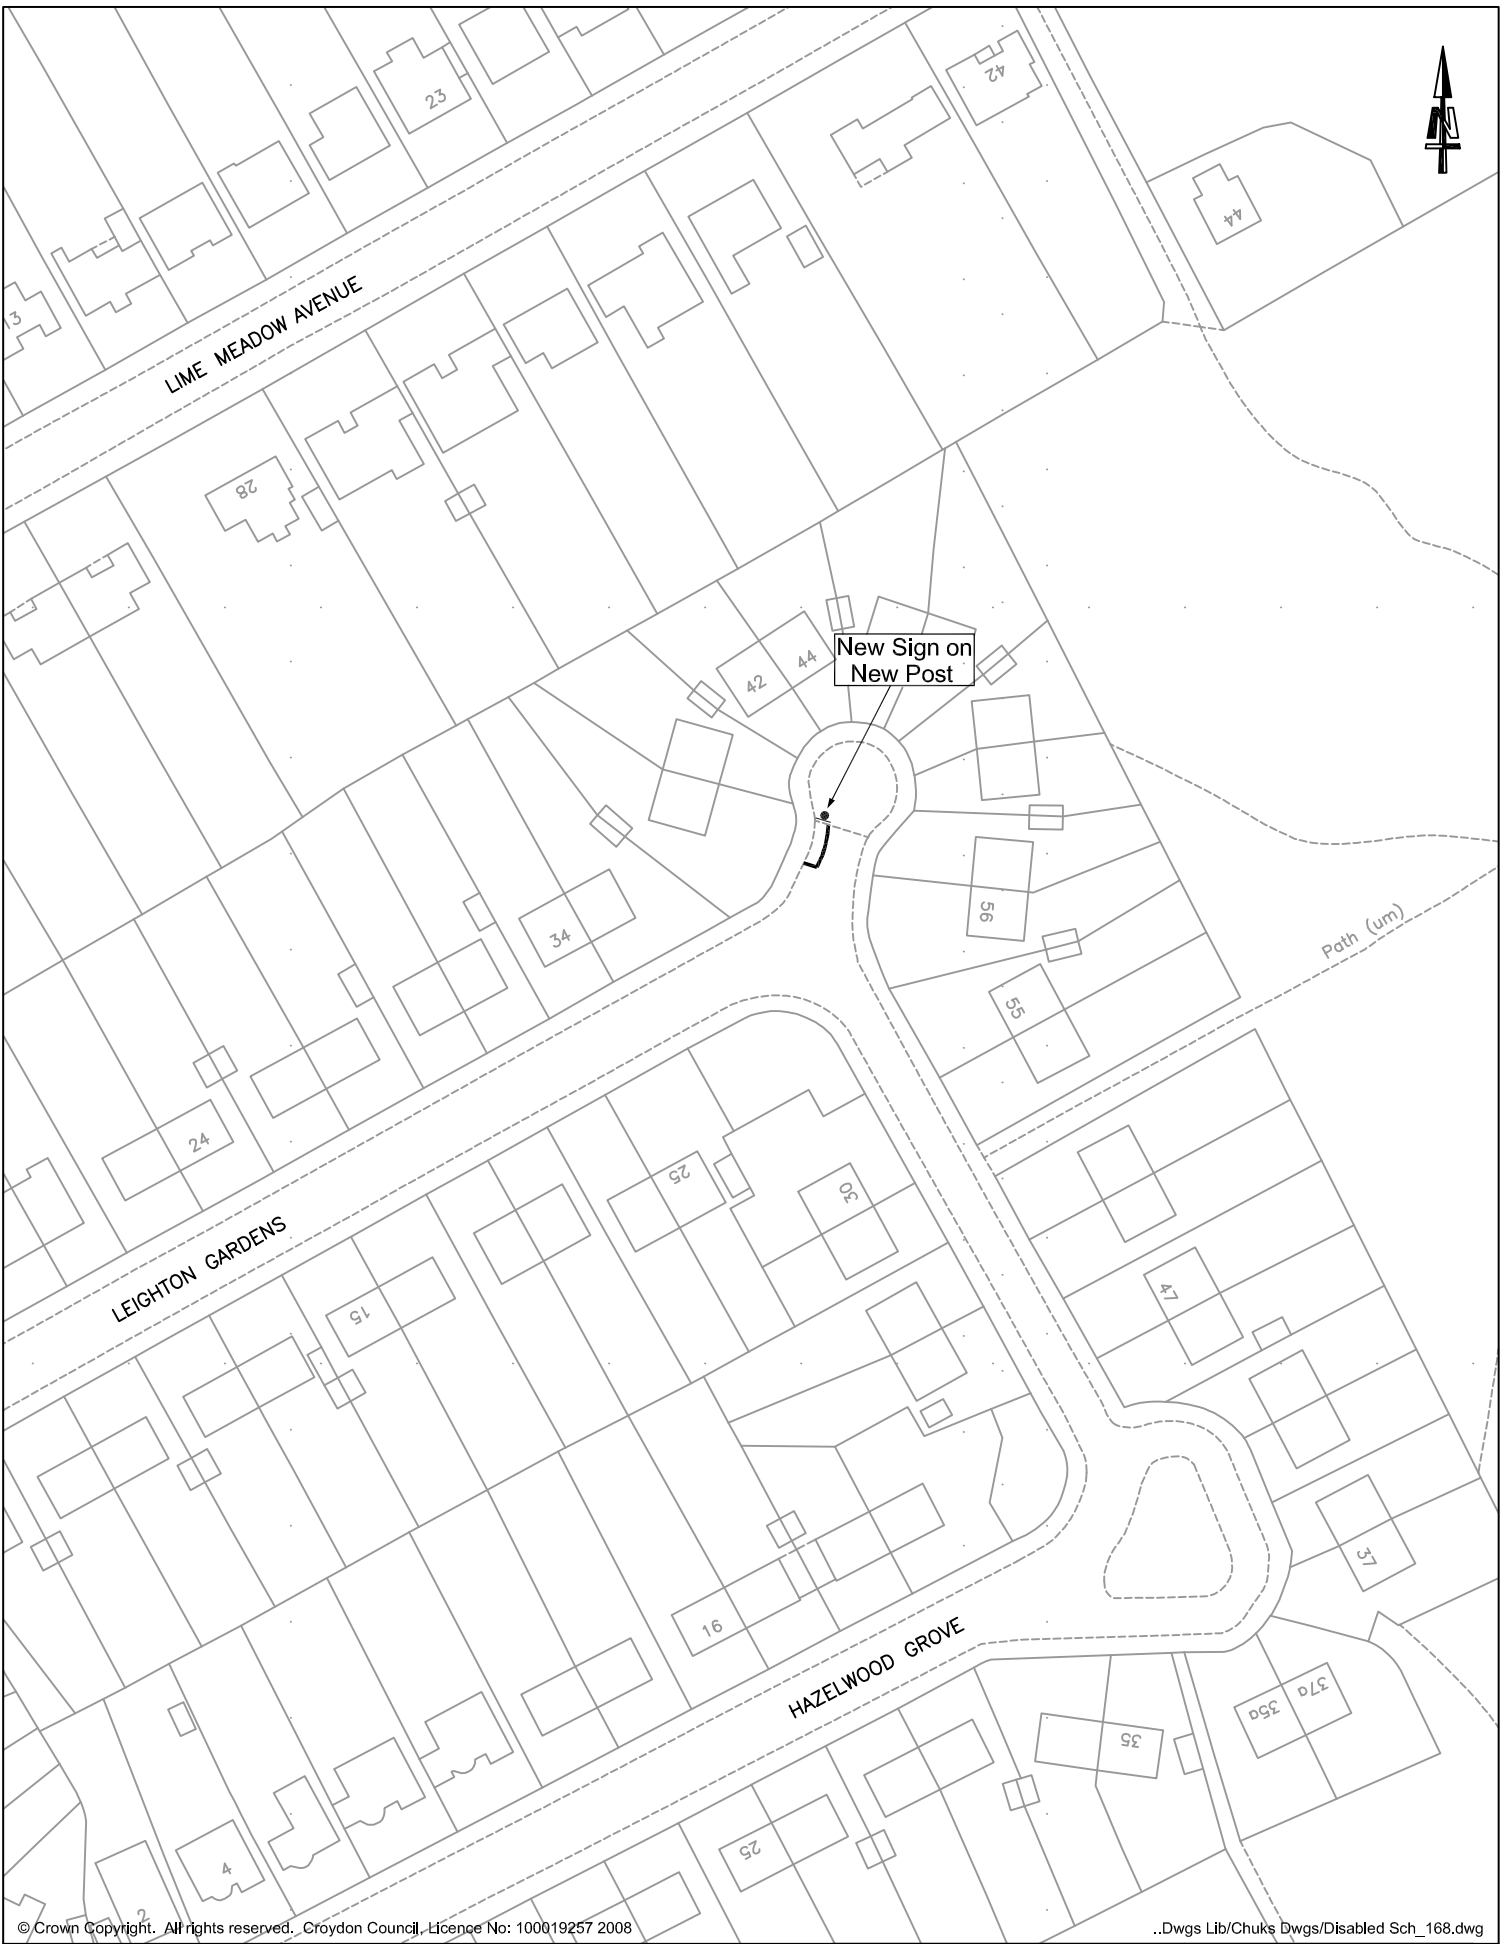 42
N
23
44
13
LIME MEADOW AVENUE
28
New Sign on
New Post
44
42
56
34
Path (um)
55
24
25
30
LEIGHTON GARDENS
47
15
37
16
HAZELWOOD GROVE
37a
35a
35
25
4
2
© Crown Copyright. All rights reserved. Croydon Council, Licence No: 100019257 2008
..Dwgs Lib/Chuks Dwgs/Disabled Sch_168.dwg